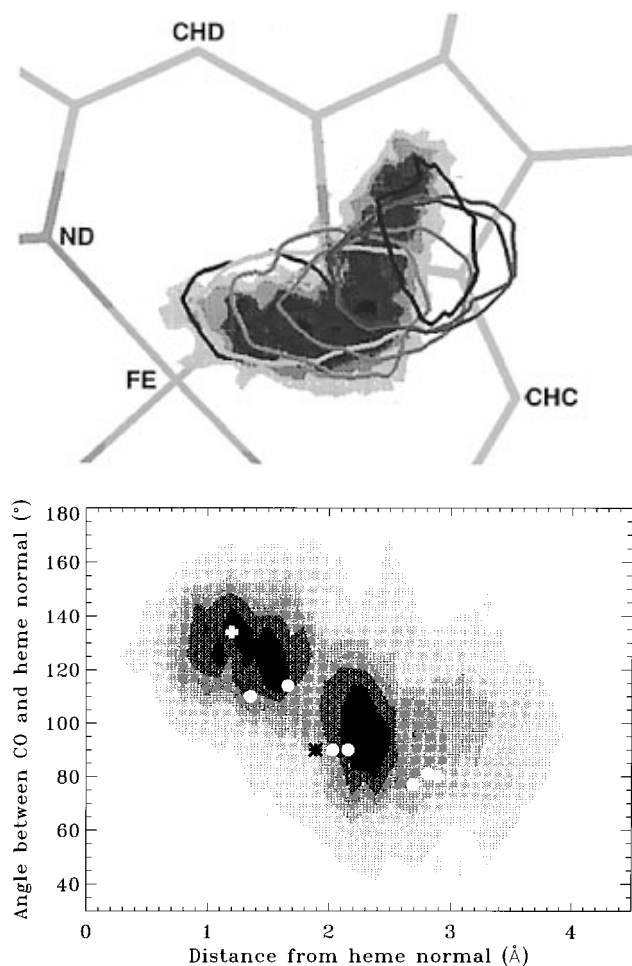 CHD
ND
FE
CHC
Angle between CO and heme normal (°)
180
160
140
120
100
80
60
40
0 1 2 3 4
Distance from heme normal (Å)